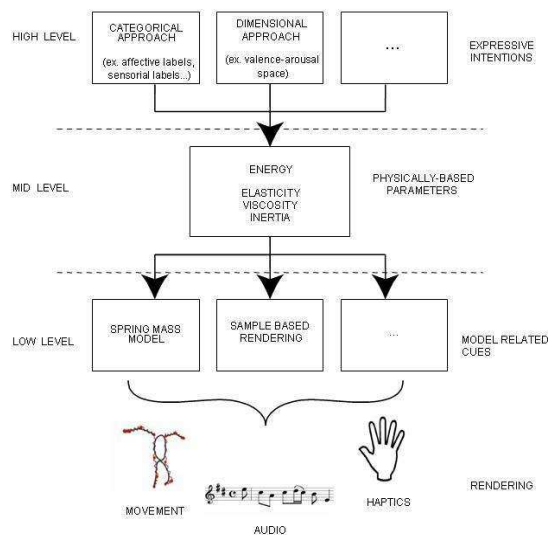 HIGH LEVEL
CATEGORICAL
APPROACH
(ex. affective labels,
sensorial labels...)
DIMENSIONAL
APPROACH
(ex. valence-arousal
space)
...
EXPRESSIVE
INTENTIONS
MID LEVEL
ENERGY
ELASTICITY
VISCOSITY
INERTIA
PHYSICALLY-BASED
PARAMETERS
LOW LEVEL
SPRING MASS
MODEL
SAMPLE BASED
RENDERING
...
MODEL RELATED
CUES
MOVEMENT
AUDIO
HAPTICS
RENDERING